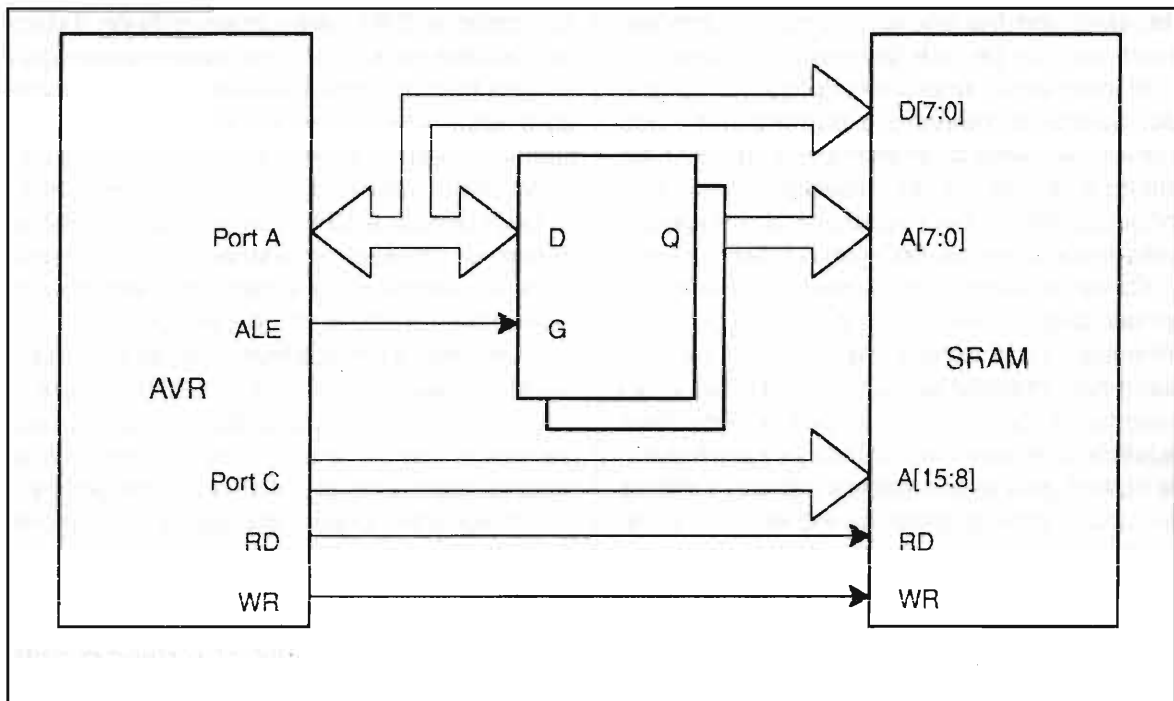 D[7:0]
Port A
D
Q
A[7:0]
ALE
G
AVR
SRAM
Port C
A[15:8]
RD
RD
WR
WR